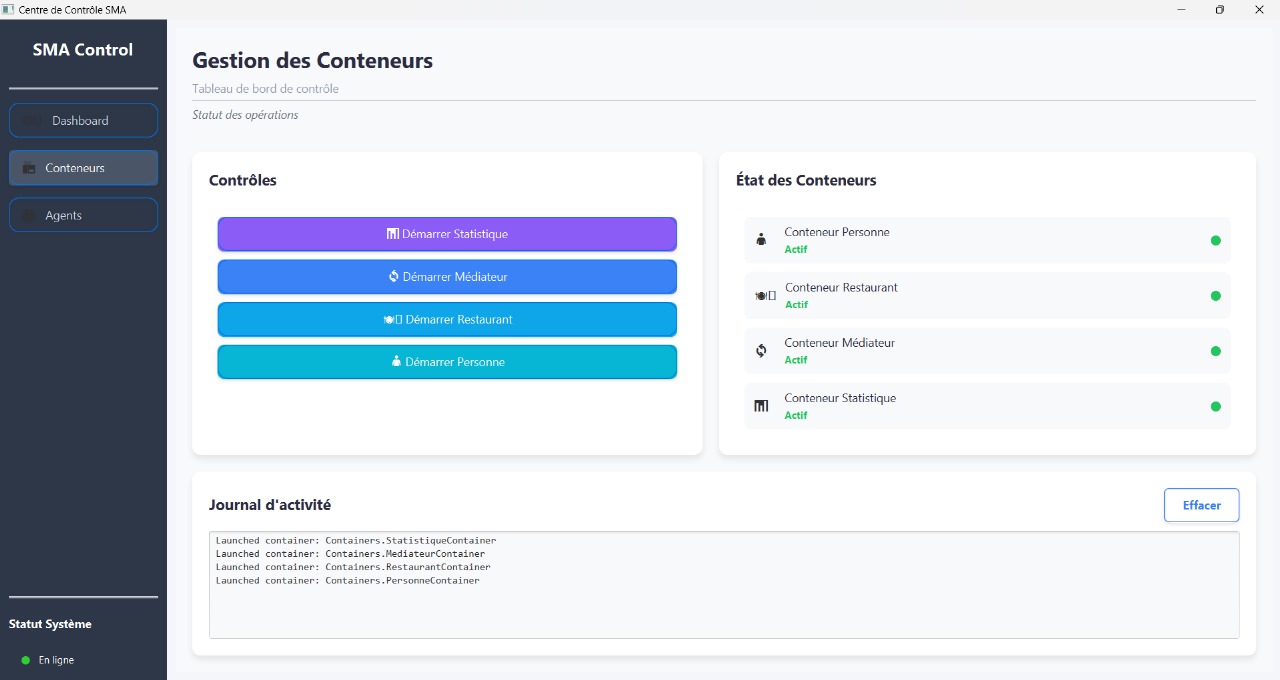 Centre de Contrôle SMA
SMA Control
Dashboard
Conteneurs
Agents
Statut Système
En ligne
Gestion des Conteneurs
Tableau de bord de contrôle
Statut des opérations
Contrôles
Démarrer Statistique
Démarrer Médiateur
Démarrer Restaurant
Démarrer Personne
État des Conteneurs
Conteneur Personne
Actif
Conteneur Restaurant
Actif
Conteneur Médiateur
Actif
Conteneur Statistique
Actif
Journal d'activité
Effacer
Launched container: Containers.StatistiqueContainer
Launched container: Containers.MediateurContainer
Launched container: Containers.RestaurantContainer
Launched container: Containers.PersonneContainer